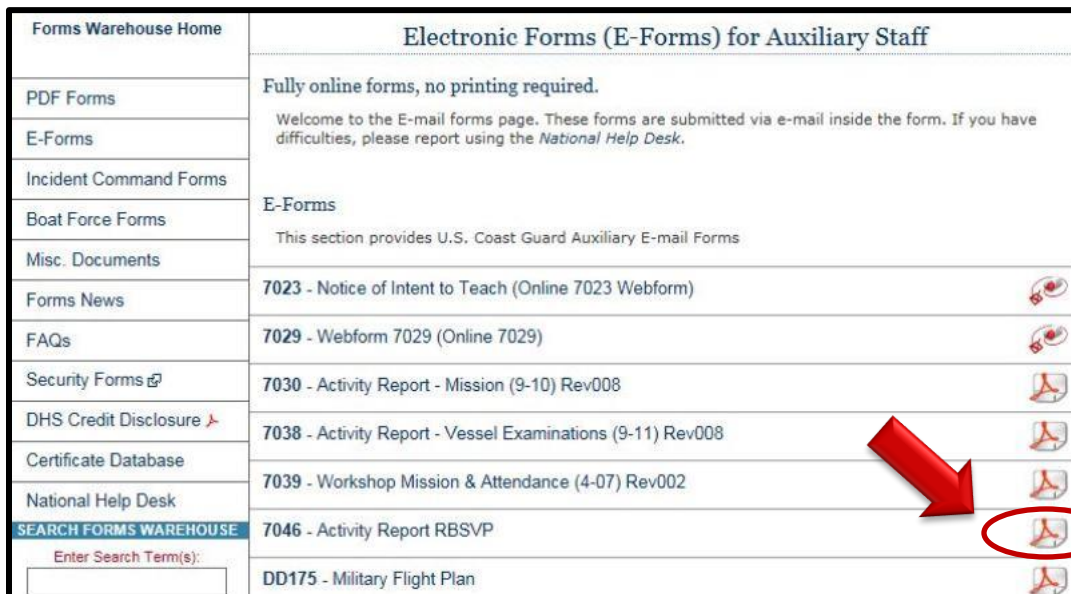 Forms Warehouse Home
PDF Forms
E-Forms
Incident Command Forms
Boat Force Forms
Misc. Documents
Forms News
FAQs
Security Forms
DHS Credit Disclosure
Certificate Database
National Help Desk
SEARCH FORMS WAREHOUSE
Enter Search Term(s):
Electronic Forms (E-Forms) for Auxiliary Staff
Fully online forms, no printing required.
Welcome to the E-mail forms page. These forms are submitted via e-mail inside the form. If you have
difficulties, please report using the National Help Desk.
E-Forms
This section provides U.S. Coast Guard Auxiliary E-mail Forms
7023 - Notice of Intent to Teach (Online 7023 Webform)
7029 - Webform 7029 (Online 7029)
7030 - Activity Report - Mission (9-10) Rev008
7038 - Activity Report - Vessel Examinations (9-11) Rev008
7039 - Workshop Mission & Attendance (4-07) Rev002
7046 - Activity Report RBSVP
DD175 - Military Flight Plan